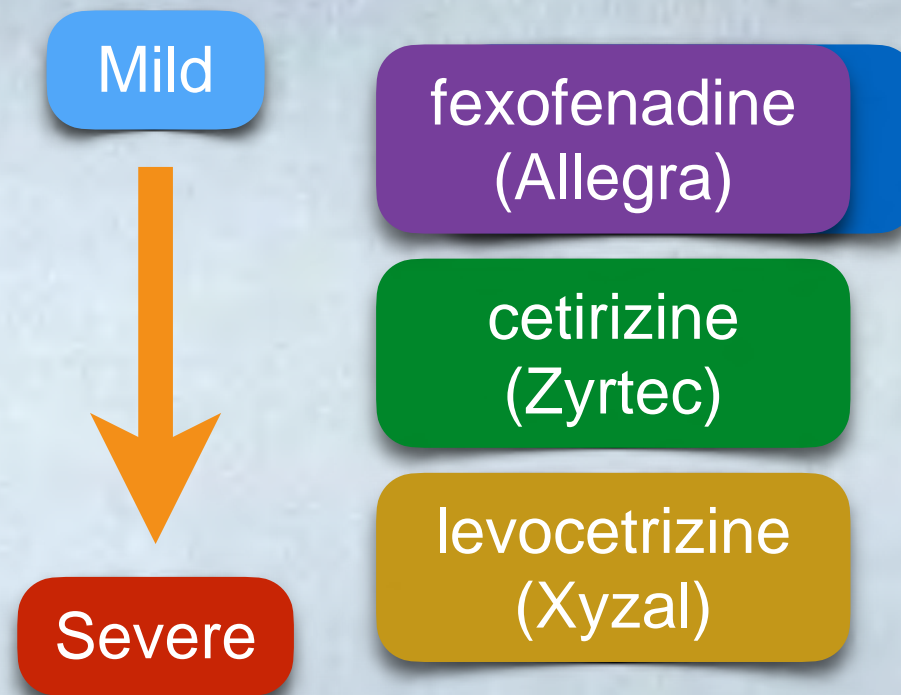 Mild
fexofenadine
(Allegra)
cetirizine
(Zyrtec)
levocetrizine
(Xyzal)
Severe